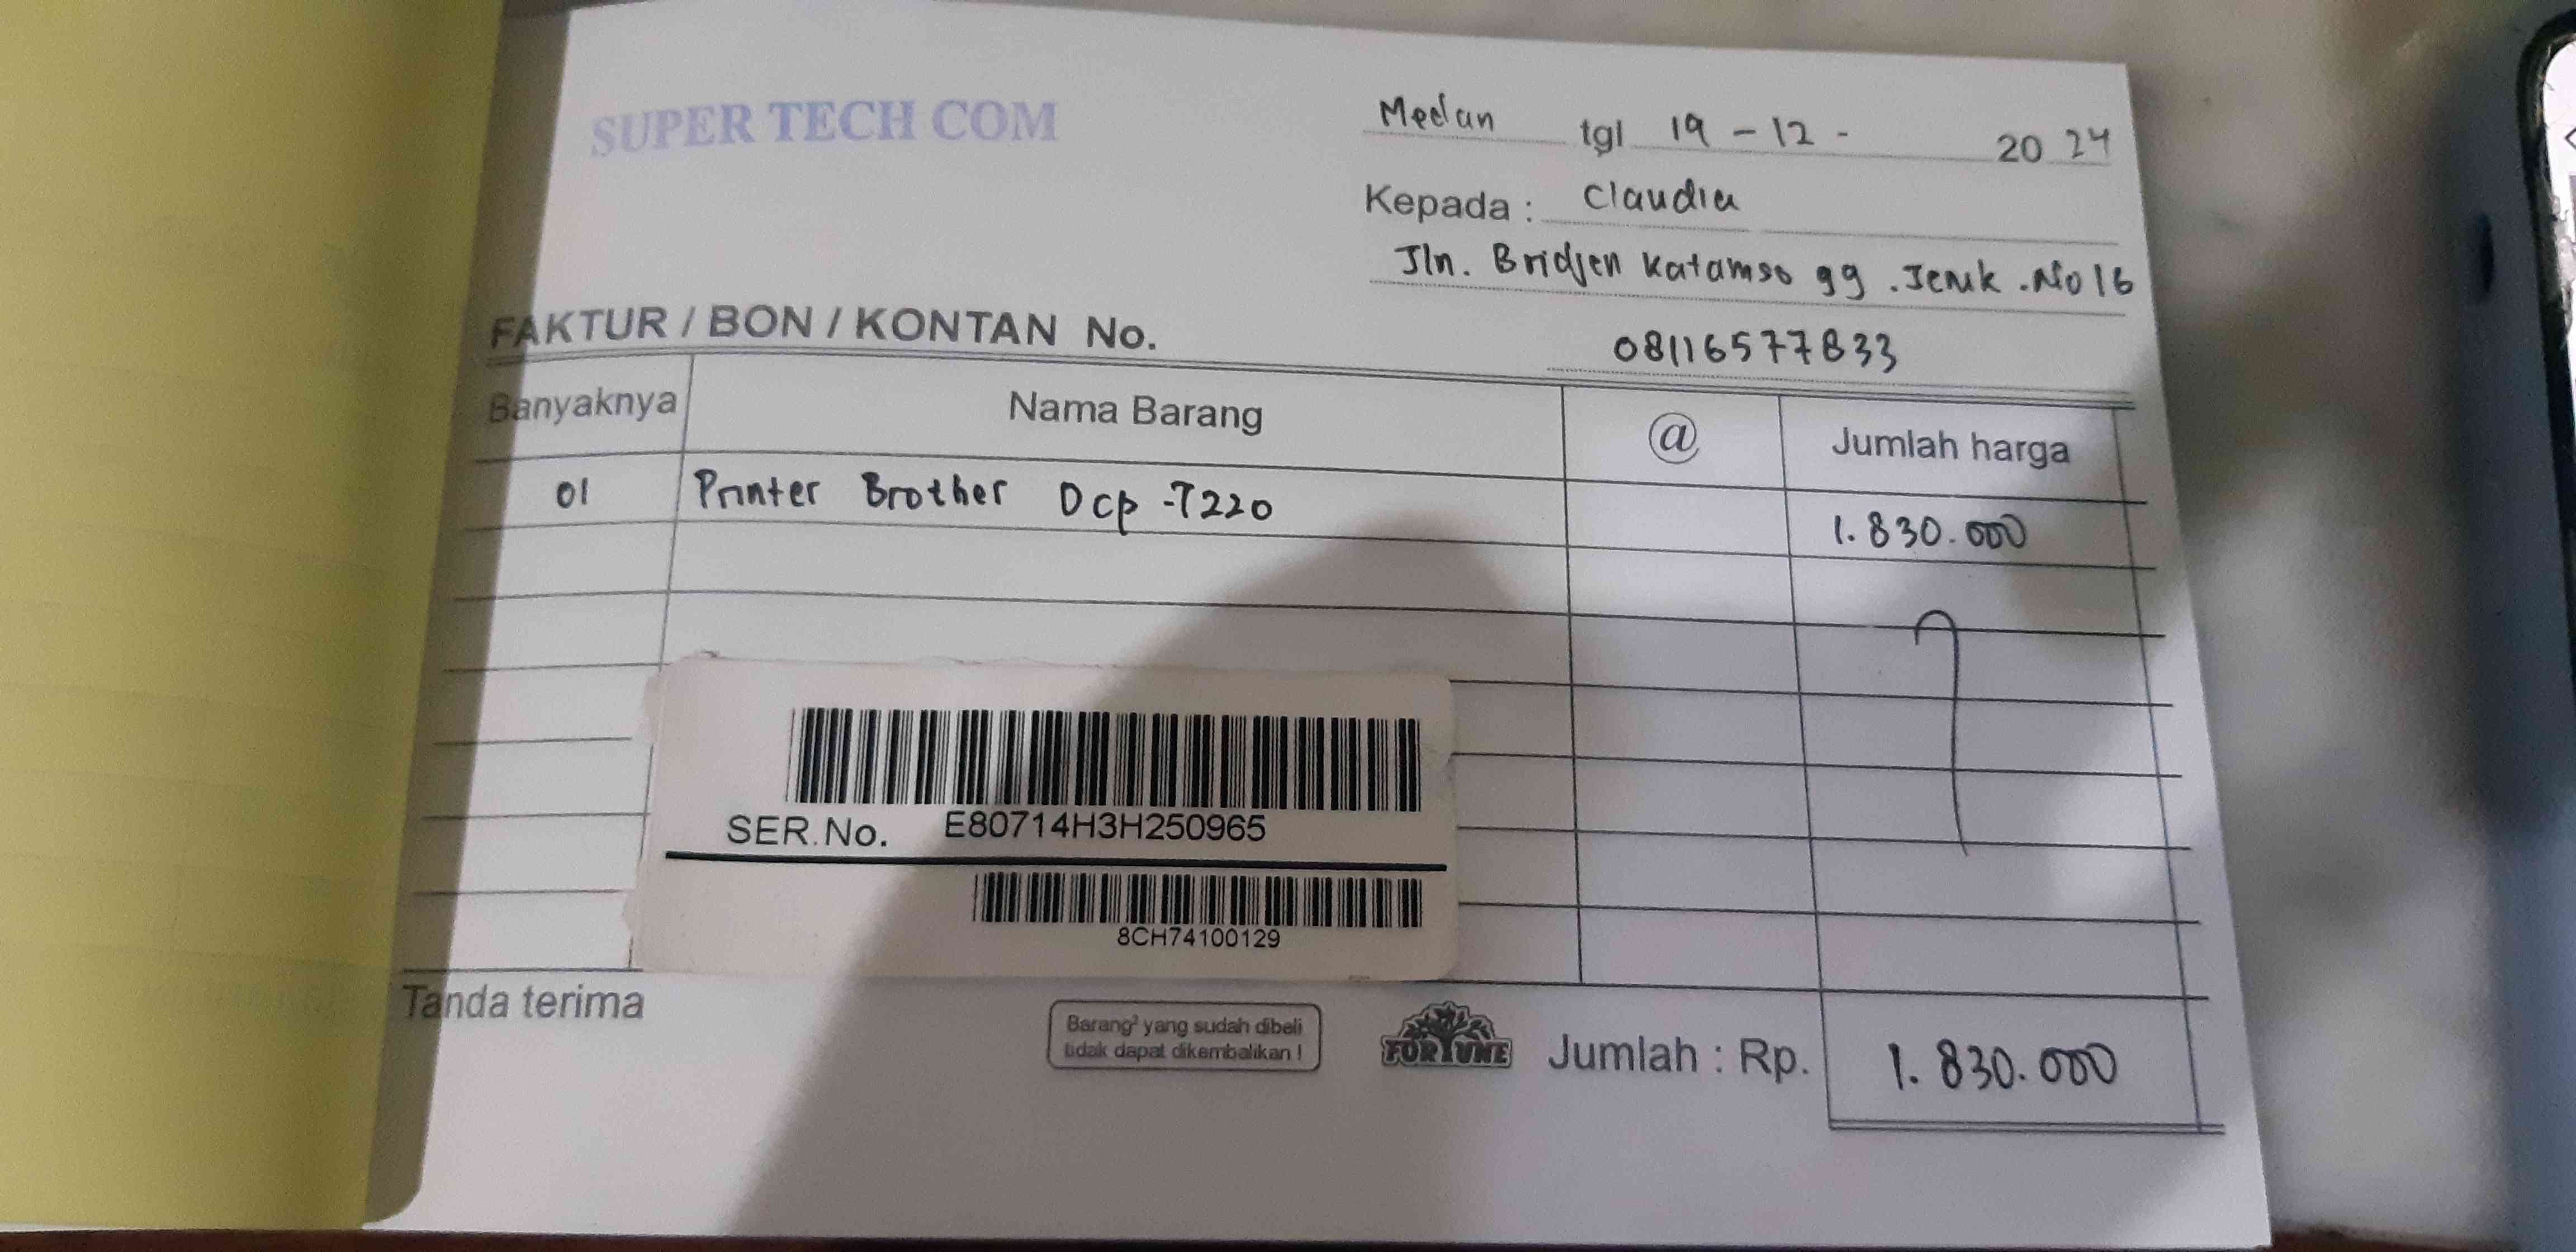 SUPER TECH COM
Medan tgl 19 - 12 - 20 24
Kepada : Claudia
Jln. Bridjen Katamso gg . Jeruk . No 16
08116577833
FAKTUR / BON / KONTAN No.
Banyaknya Nama Barang @ Jumlah harga
01 Printer Brother Dcp -T220 1.830.000
SER.No. E80714H3H250965
8CH74100129
Tanda terima
Barang² yang sudah dibeli
tidak dapat dikembalikan !
FORTUNE
Jumlah : Rp. 1.830.000